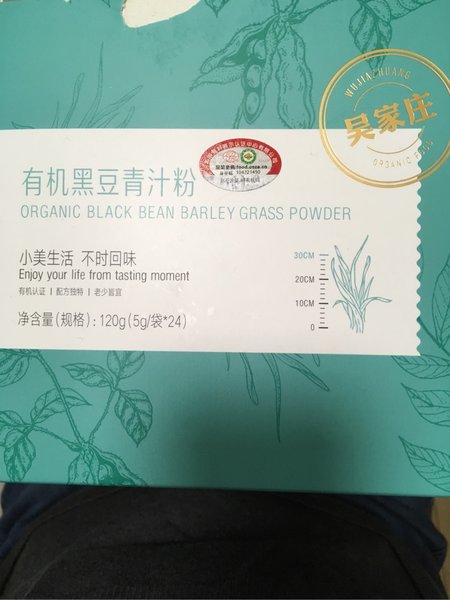 WUJIAZHUANG
吴家庄
ORGANIC FOOD
有机黑豆青汁粉
ORGANIC BLACK BEAN BARLEY GRASS POWDER
小美生活 不时回味
Enjoy your life from tasting moment
有机认证 | 配方独特 | 老少皆宜
净含量(规格): 120g(5g/袋*24)
30CM
20CM
10CM
0